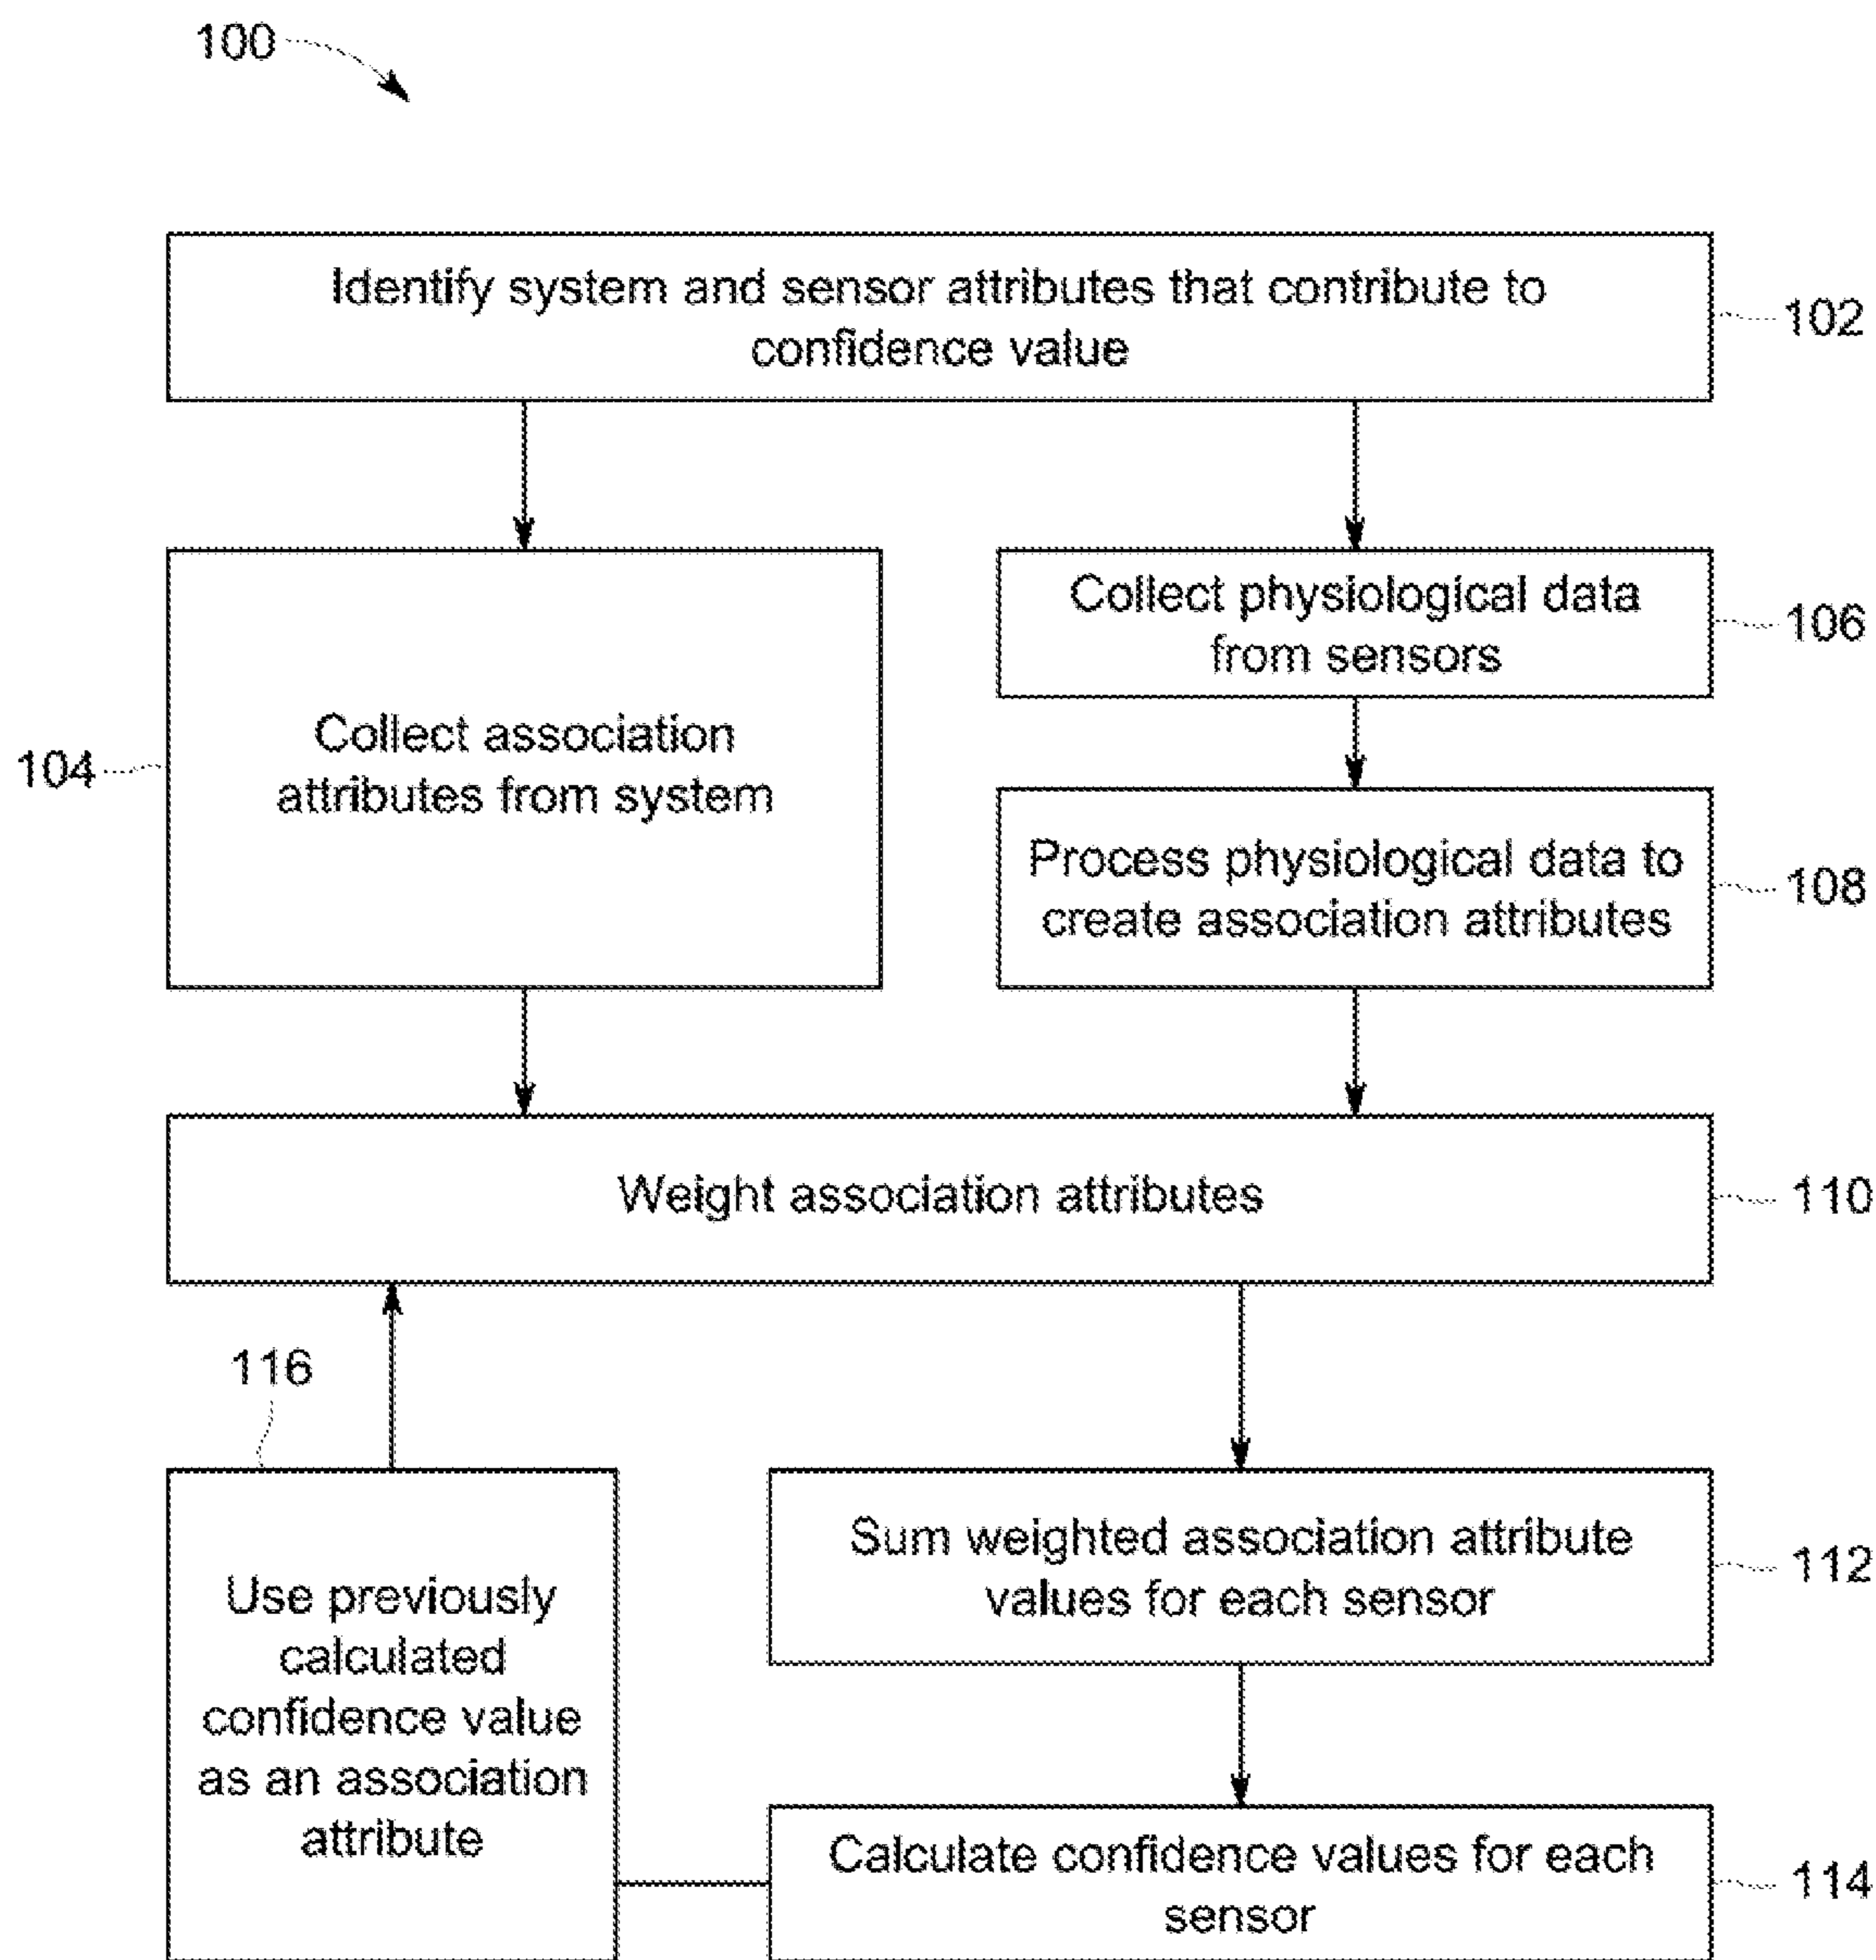 100
Identify system and sensor attributes that contribute to
confidence value
102
Collect association
attributes from system
104
Collect physiological data
from sensors
106
Process physiological data to
create association attributes
108
Weight association attributes
110
116
Use previously
calculated
confidence value
as an association
attribute
Sum weighted association attribute
values for each sensor
112
Calculate confidence values for each
sensor
114